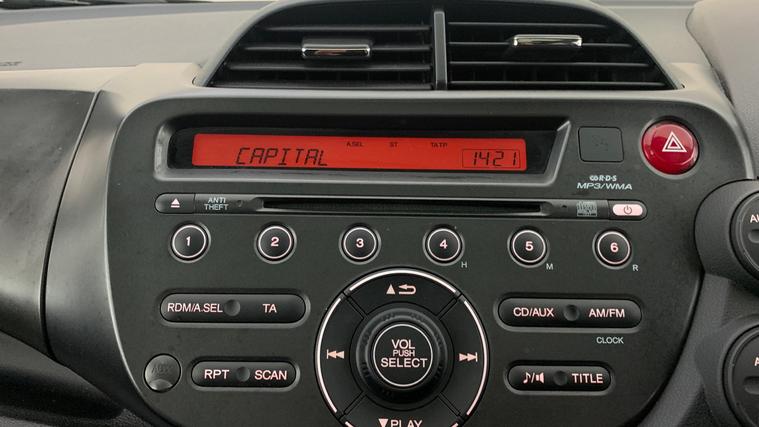 A.SEL ST TA TP
CAPITAL 1421
R·D·S
MP3/WMA
ANTI
THEFT
1 2 3 4 5 6
H M R
RDM/A.SEL TA
CD/AUX AM/FM
CLOCK
VOL
PUSH
SELECT
AUX
RPT SCAN
TITLE
PLAY